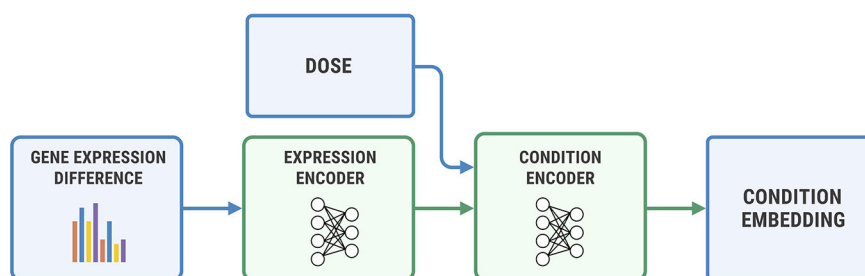 DOSE
GENE EXPRESSION
DIFFERENCE
EXPRESSION
ENCODER
CONDITION
ENCODER
CONDITION
EMBEDDING